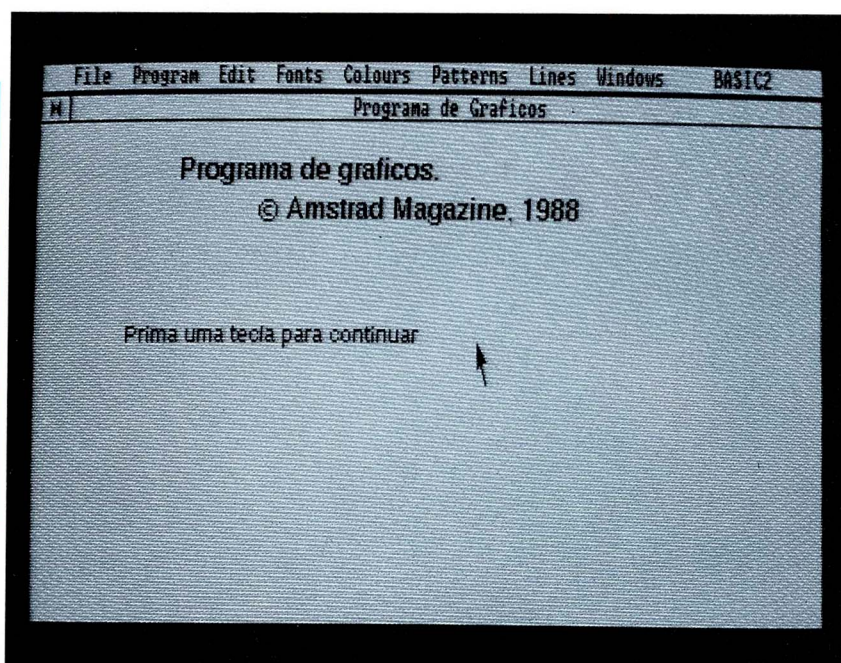 File Program Edit Fonts Colours Patterns Lines Windows BASIC2
Programa de Graficos
Programa de graficos.
© Amstrad Magazine, 1988
Prima uma tecla para continuar